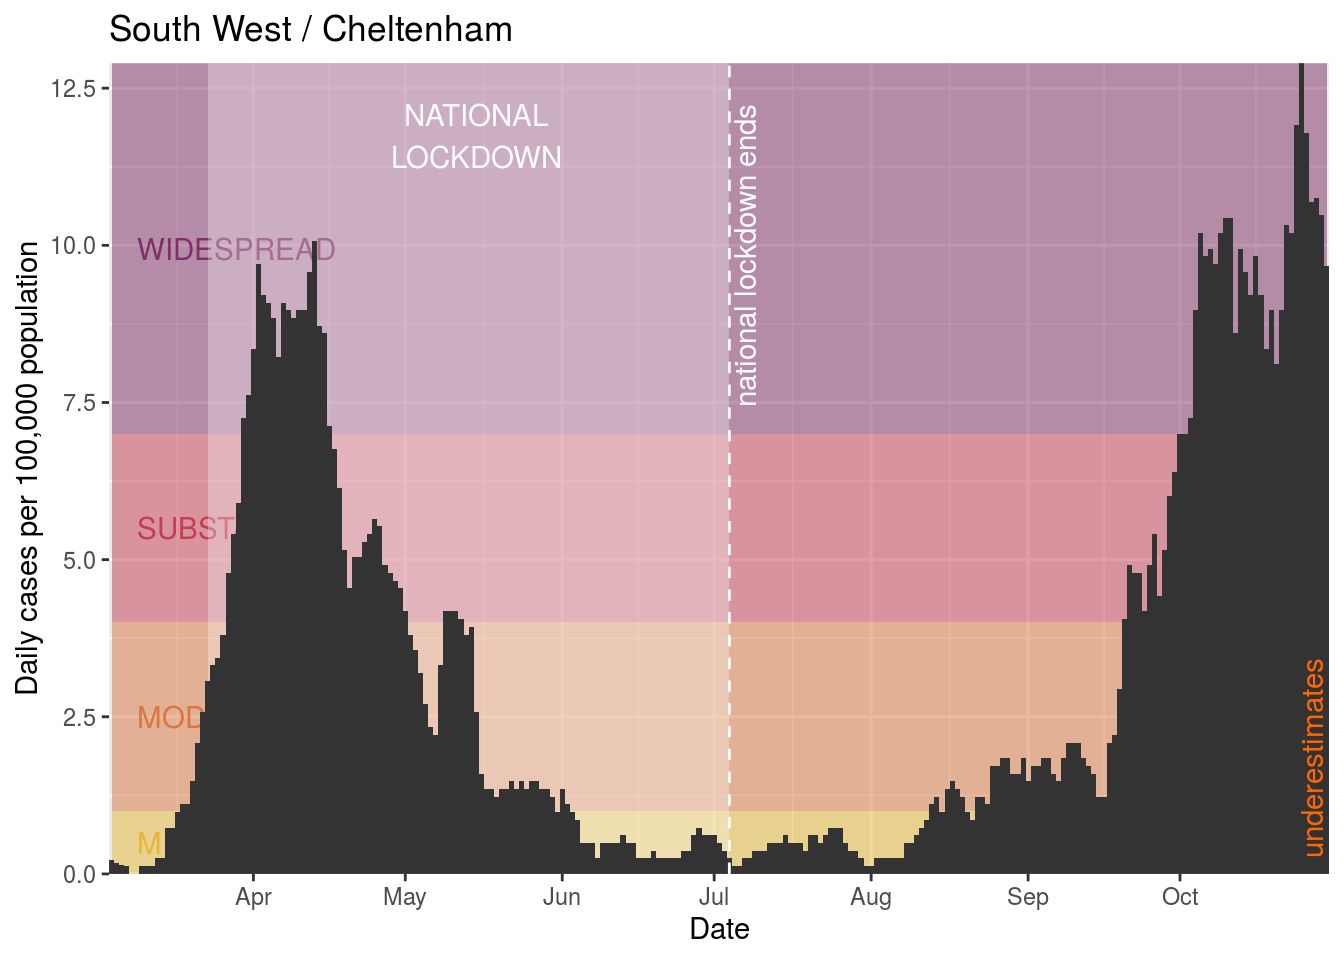 South West / Cheltenham
12.5
10.0
7.5
5.0
2.5
0.0
Daily cases per 100,000 population
NATIONAL
LOCKDOWN
national lockdown ends
WIDESPREAD
SUBST
MOD
M
underestimates
Apr
May
Jun
Jul
Aug
Sep
Oct
Date